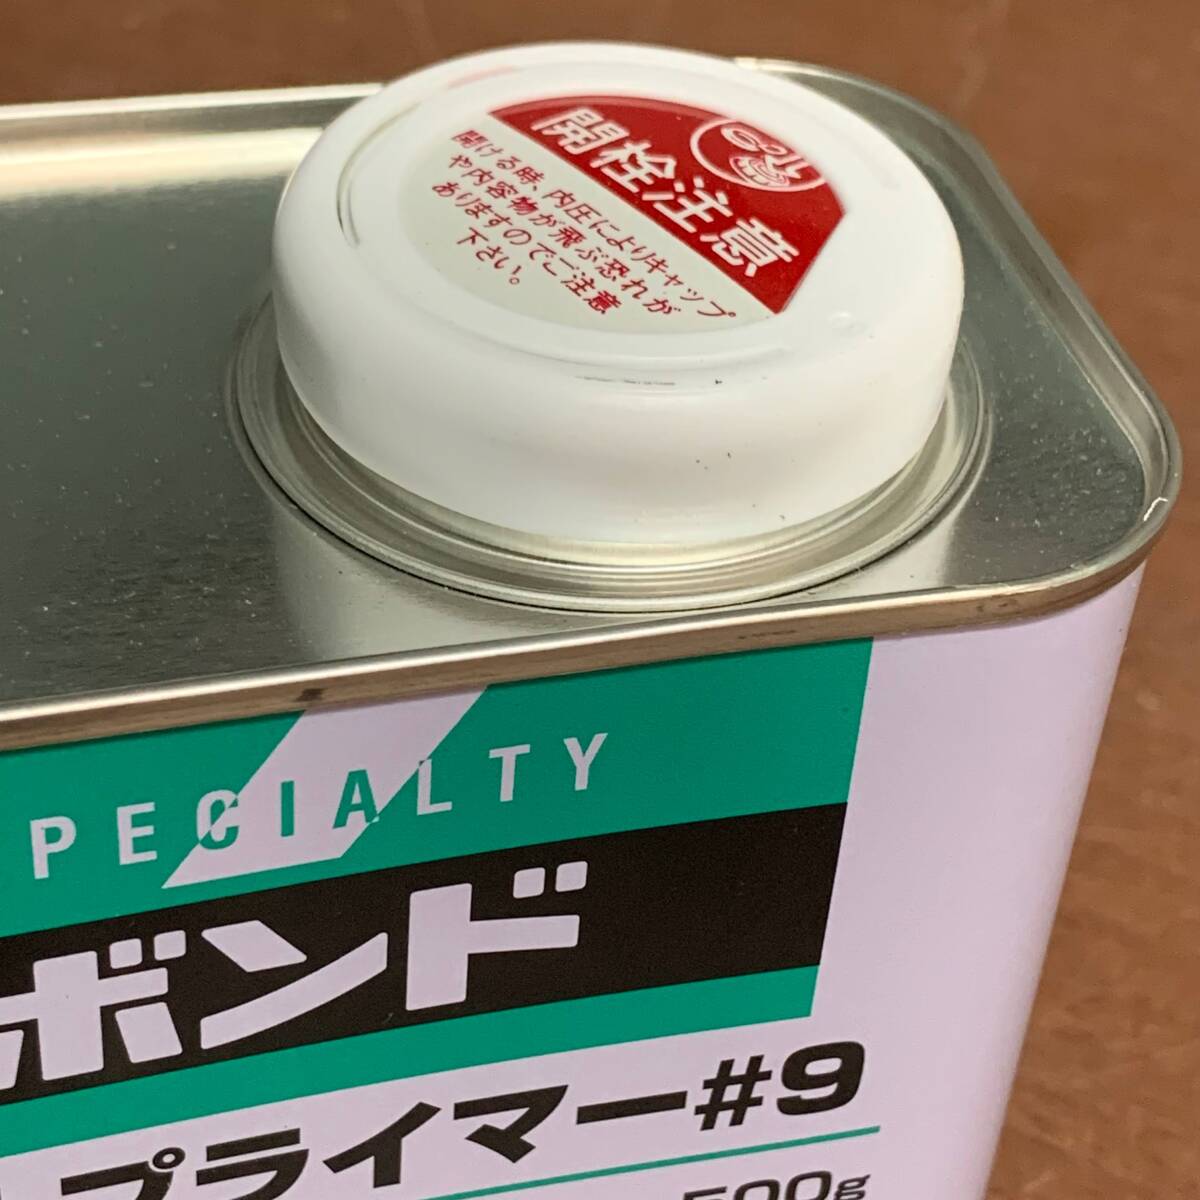 開栓注意
開ける時、内圧によりキャップ
や内容物が飛ぶ恐れが
ありますのでご注意
下さい。
PECIALTY
ボンド
プライマー#9
500g